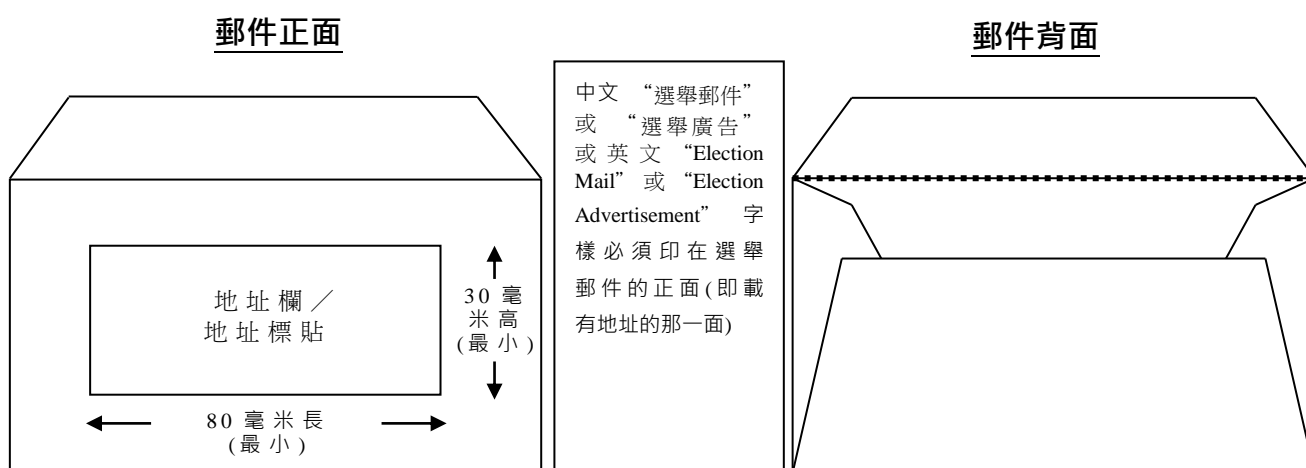 郵件正面
地址欄／
地址標貼
30 毫
米高
(最小)
80 毫米長
(最小)
中文 “選舉郵件”
或 “選舉廣告”
或英文 “Election
Mail” 或 “Election
Advertisement” 字
樣必須印在選舉
郵件的正面(即載
有地址的那一面)
郵件背面